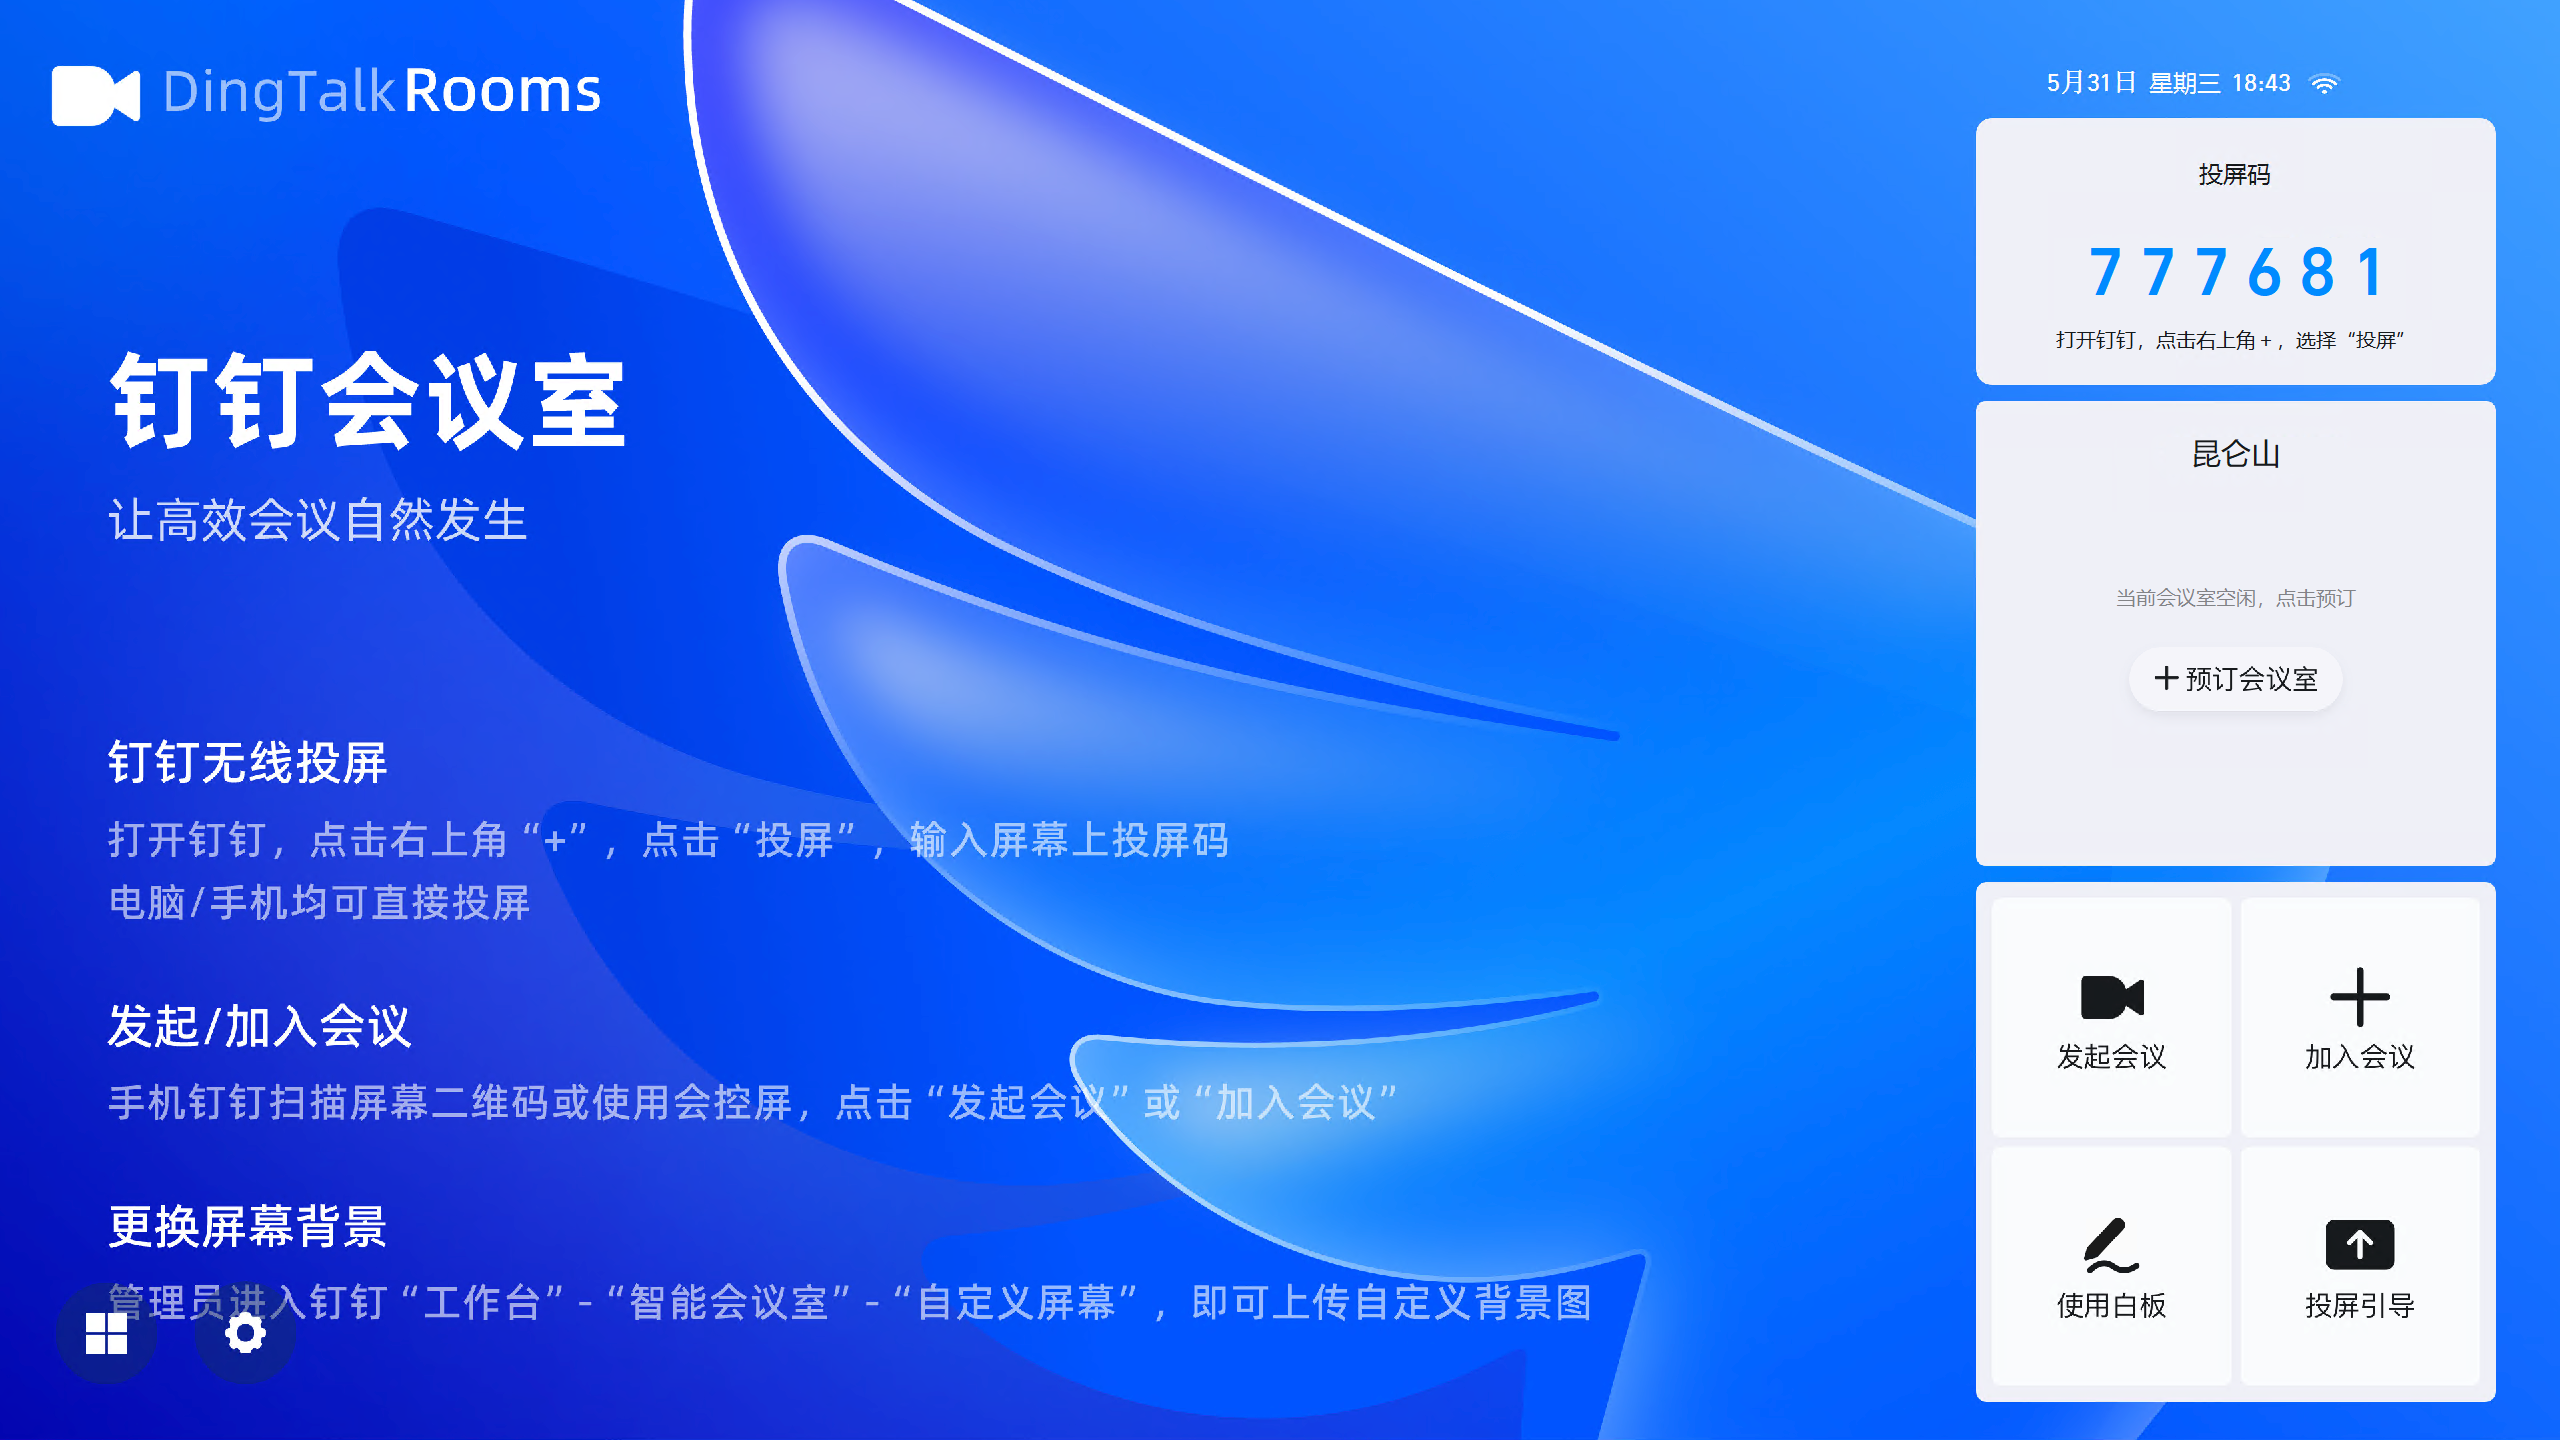 DingTalk Rooms
钉钉会议室
让高效会议自然发生
钉钉无线投屏
打开钉钉，点击右上角“+”，点击“投屏”，输入屏幕上投屏码
电脑/手机均可直接投屏
发起/加入会议
手机钉钉扫描屏幕二维码或使用会控屏，点击“发起会议”或“加入会议”
更换屏幕背景
管理员进入钉钉“工作台”-“智能会议室”-“自定义屏幕”，即可上传自定义背景图
5月31日 星期三 18:43
投屏码
777681
打开钉钉，点击右上角+，选择“投屏”
昆仑山
当前会议室空闲，点击预订
+预订会议室
发起会议
加入会议
使用白板
投屏引导